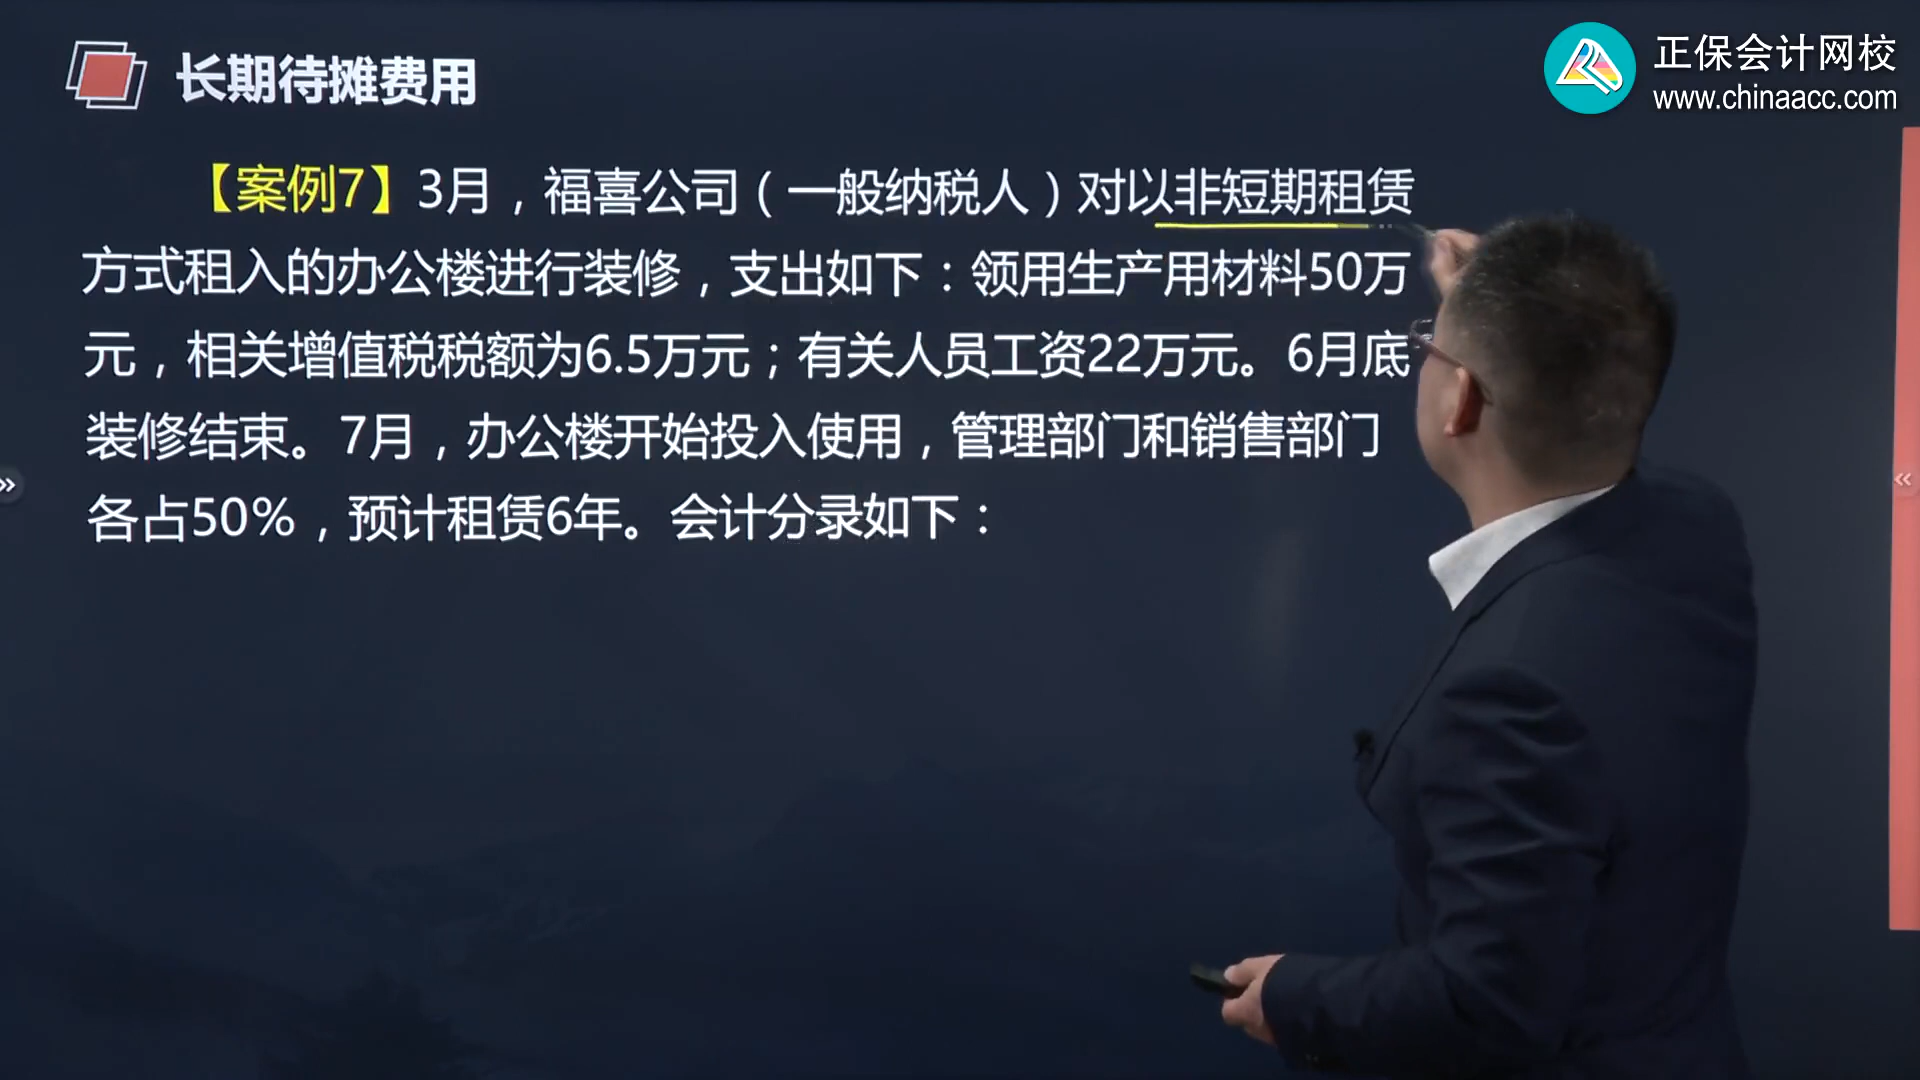 长期待摊费用
正保会计网校
www.chinaacc.com
【案例7】3月，福喜公司（一般纳税人）对以非短期租赁
方式租入的办公楼进行装修，支出如下：领用生产用材料50万
元，相关增值税税额为6.5万元；有关人员工资22万元。6月底
装修结束。7月，办公楼开始投入使用，管理部门和销售部门
各占50%，预计租赁6年。会计分录如下：